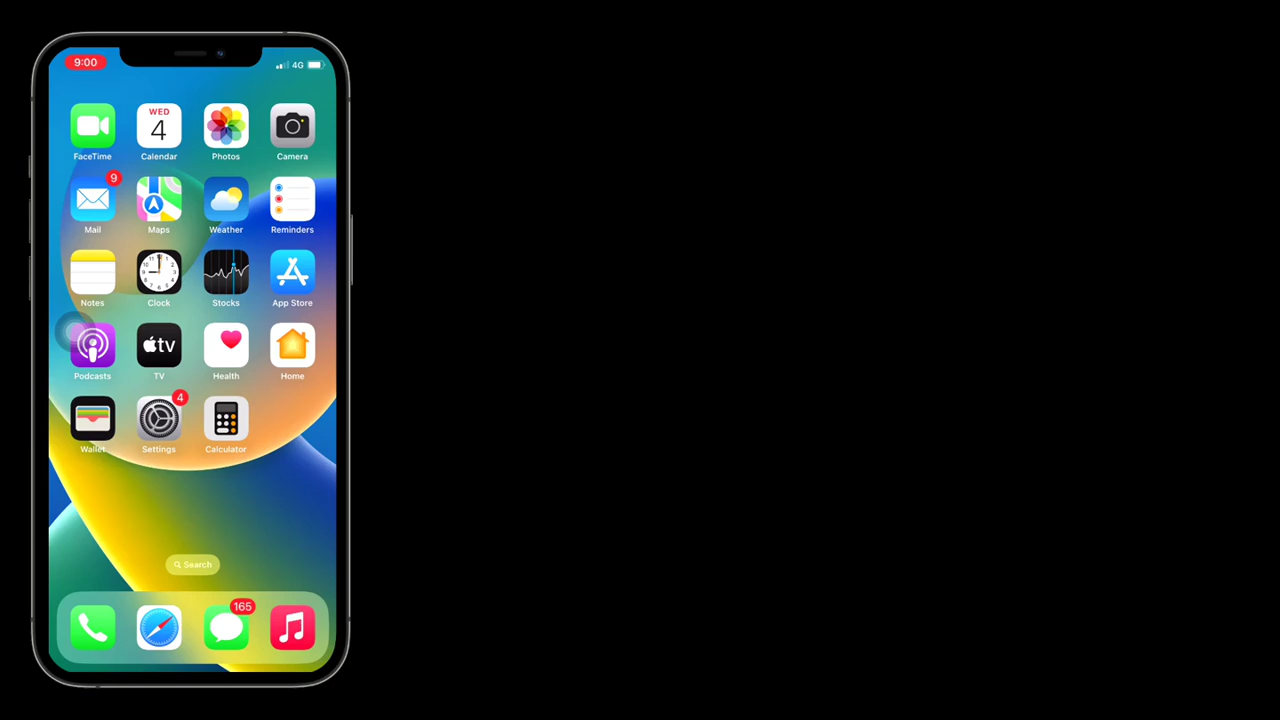 9:00
4G
WED
4
FaceTime
Calendar
Photos
Camera
9
Mail
Maps
Weather
Reminders
Notes
Clock
Stocks
App Store
tv
Podcasts
TV
Health
Home
4
Wallet
Settings
Calculator
Search
165